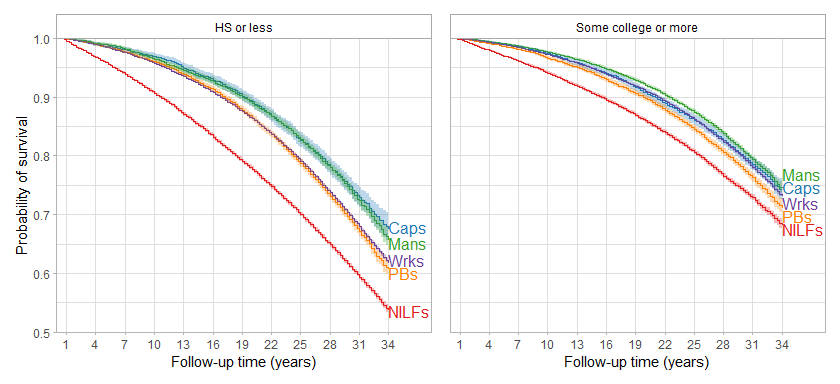 HS or less
Some college or more
Probability of survival
1.0
0.9
0.8
0.7
0.6
0.5
Caps
Mans
Wrks
PBs
NILFs
Mans
Caps
Wrks
PBs
NILFs
1 4 7 10 13 16 19 22 25 28 31 34
1 4 7 10 13 16 19 22 25 28 31 34
Follow-up time (years)
Follow-up time (years)